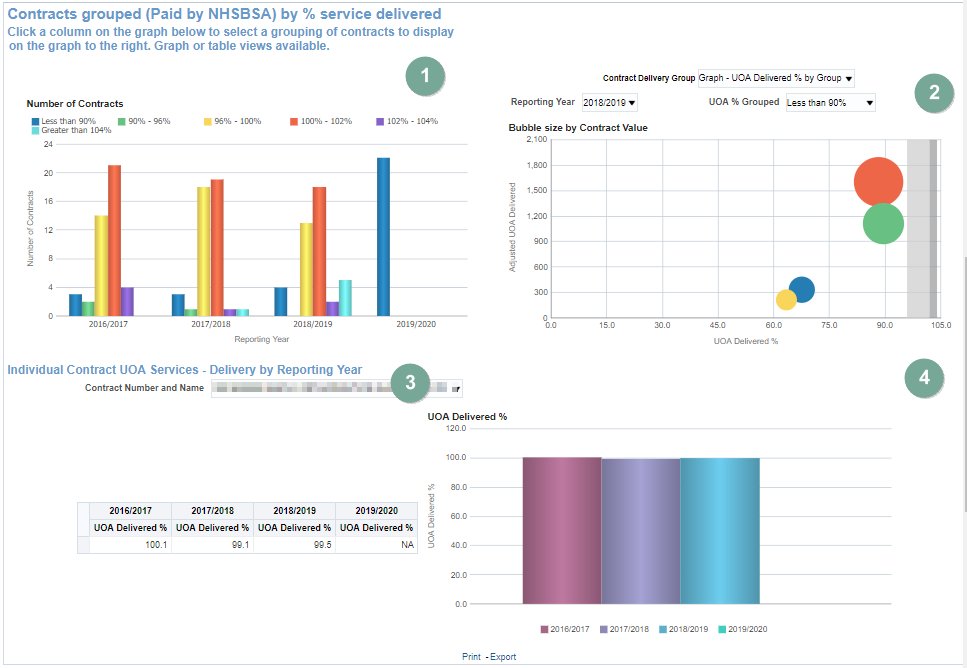 Contracts grouped (Paid by NHSBSA) by % service delivered
Click a column on the graph below to select a grouping of contracts to display
on the graph to the right. Graph or table views available.
1
Number of Contracts
Less than 90% 90% - 96% 96% - 100% 100% - 102% 102% - 104%
Greater than 104%
24
20
16
12
8
4
0
Number of Contracts
2016/2017 2017/2018 2018/2019 2019/2020
Reporting Year
Contract Delivery Group Graph - UOA Delivered % by Group
2
Reporting Year 2018/2019 UOA % Grouped Less than 90%
Bubble size by Contract Value
2,100
1,800
1,500
1,200
900
600
300
0
Adjusted UOA Delivered
0.0 15.0 30.0 45.0 60.0 75.0 90.0 105.0
UOA Delivered %
Individual Contract UOA Services - Delivery by Reporting Year
Contract Number and Name
3
4
2016/2017 2017/2018 2018/2019 2019/2020
UOA Delivered % UOA Delivered % UOA Delivered % UOA Delivered %
100.1 99.1 99.5 NA
UOA Delivered %
120.0
100.0
80.0
60.0
40.0
20.0
0.0
UOA Delivered %
2016/2017 2017/2018 2018/2019 2019/2020
Print - Export